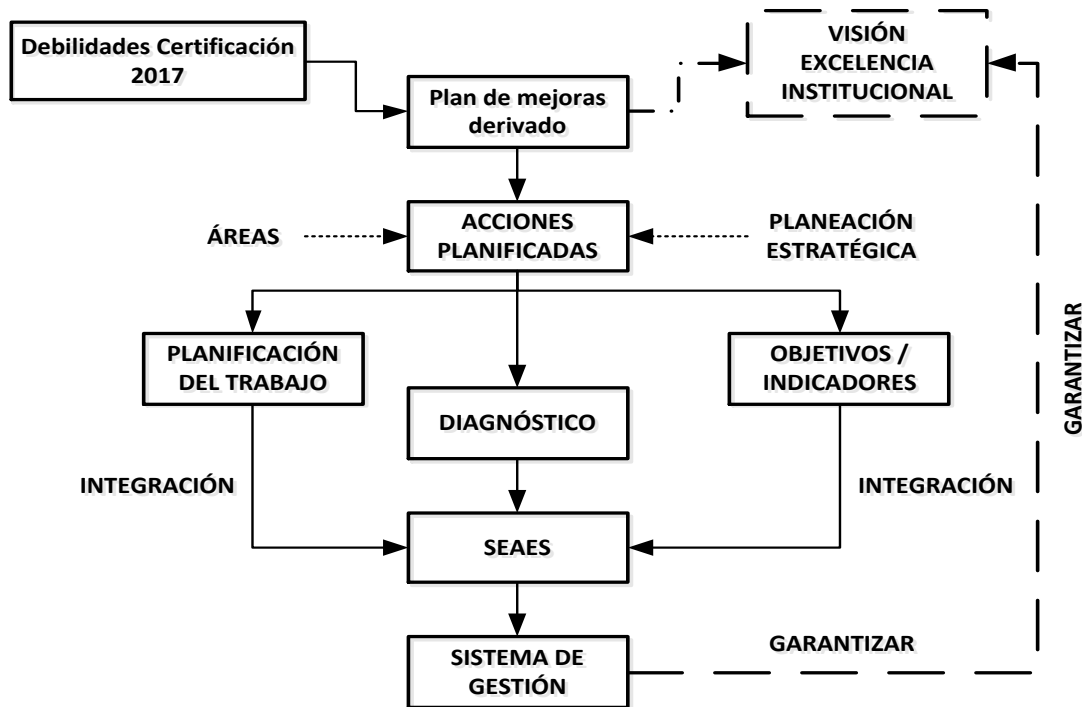 Debilidades Certificación
2017
VISIÓN
EXCELENCIA
INSTITUCIONAL
Plan de mejoras
derivado
ÁREAS
ACCIONES
PLANIFICADAS
PLANEACIÓN
ESTRATÉGICA
PLANIFICACIÓN
DEL TRABAJO
OBJETIVOS /
INDICADORES
GARANTIZAR
DIAGNÓSTICO
INTEGRACIÓN
INTEGRACIÓN
SEAES
SISTEMA DE
GESTIÓN
GARANTIZAR